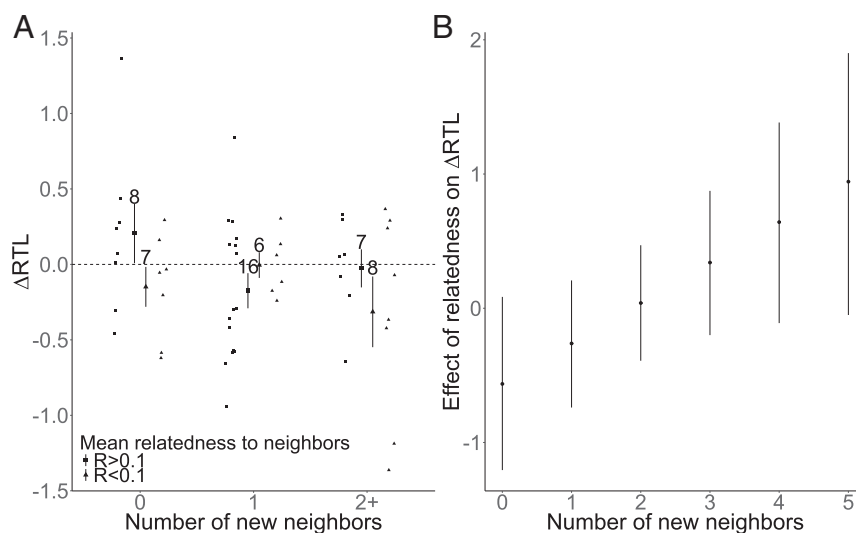 A
ΔRTL
1.5
1.0
0.5
0.0
-0.5
-1.0
-1.5
8
7
16
6
7
8
Mean relatedness to neighbors
R>0.1
R<0.1
0 1 2+
Number of new neighbors
B
Effect of relatedness on ΔRTL
2
1
0
-1
0 1 2 3 4 5
Number of new neighbors